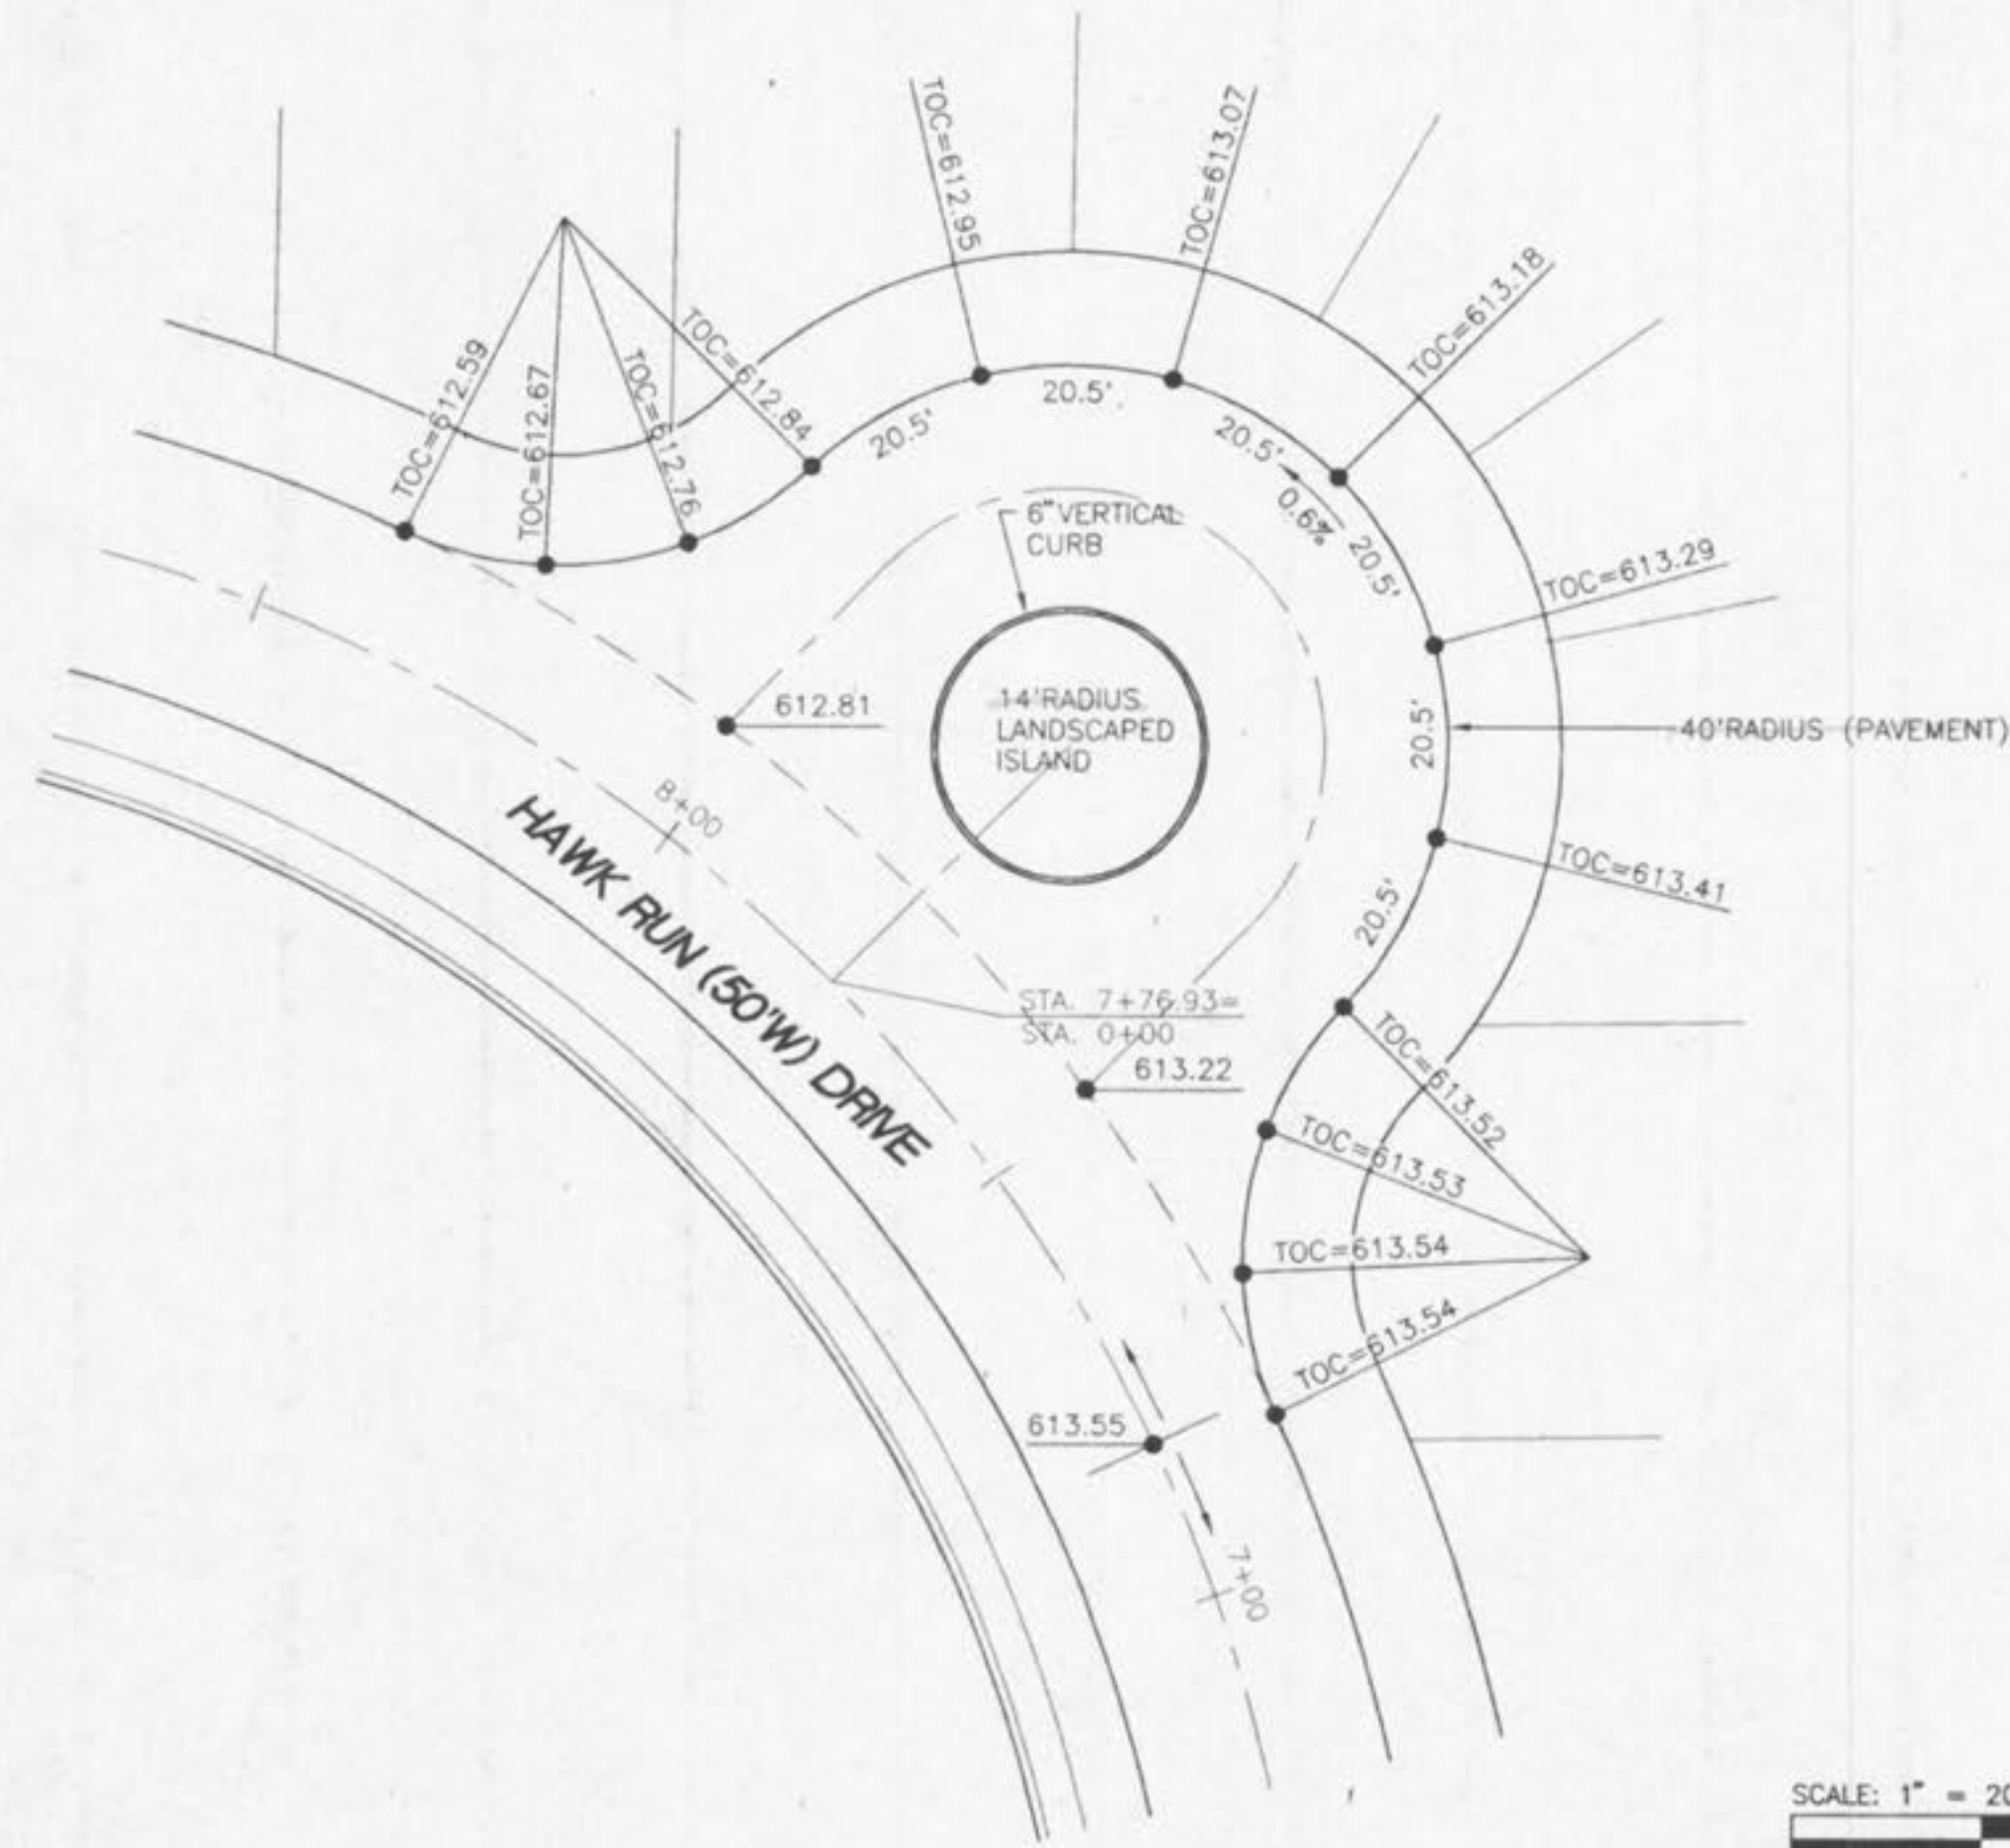 TOC=612.95
TOC=613.07
TOC=613.18
TOC=612.59
TOC=612.67
TOC=612.76
TOC=612.84
20.5'
20.5'
20.5'
0.6%
20.5'
TOC=613.29
6" VERTICAL
CURB
612.81
14'RADIUS
LANDSCAPED
ISLAND
20.5'
40'RADIUS (PAVEMENT)
8+00
HAWK RUN (50'W) DRIVE
TOC=613.41
20.5'
STA. 7+76.93=
STA. 0+00
613.22
TOC=613.52
TOC=613.53
TOC=613.54
TOC=613.54
613.55
7+00
SCALE: 1" = 20